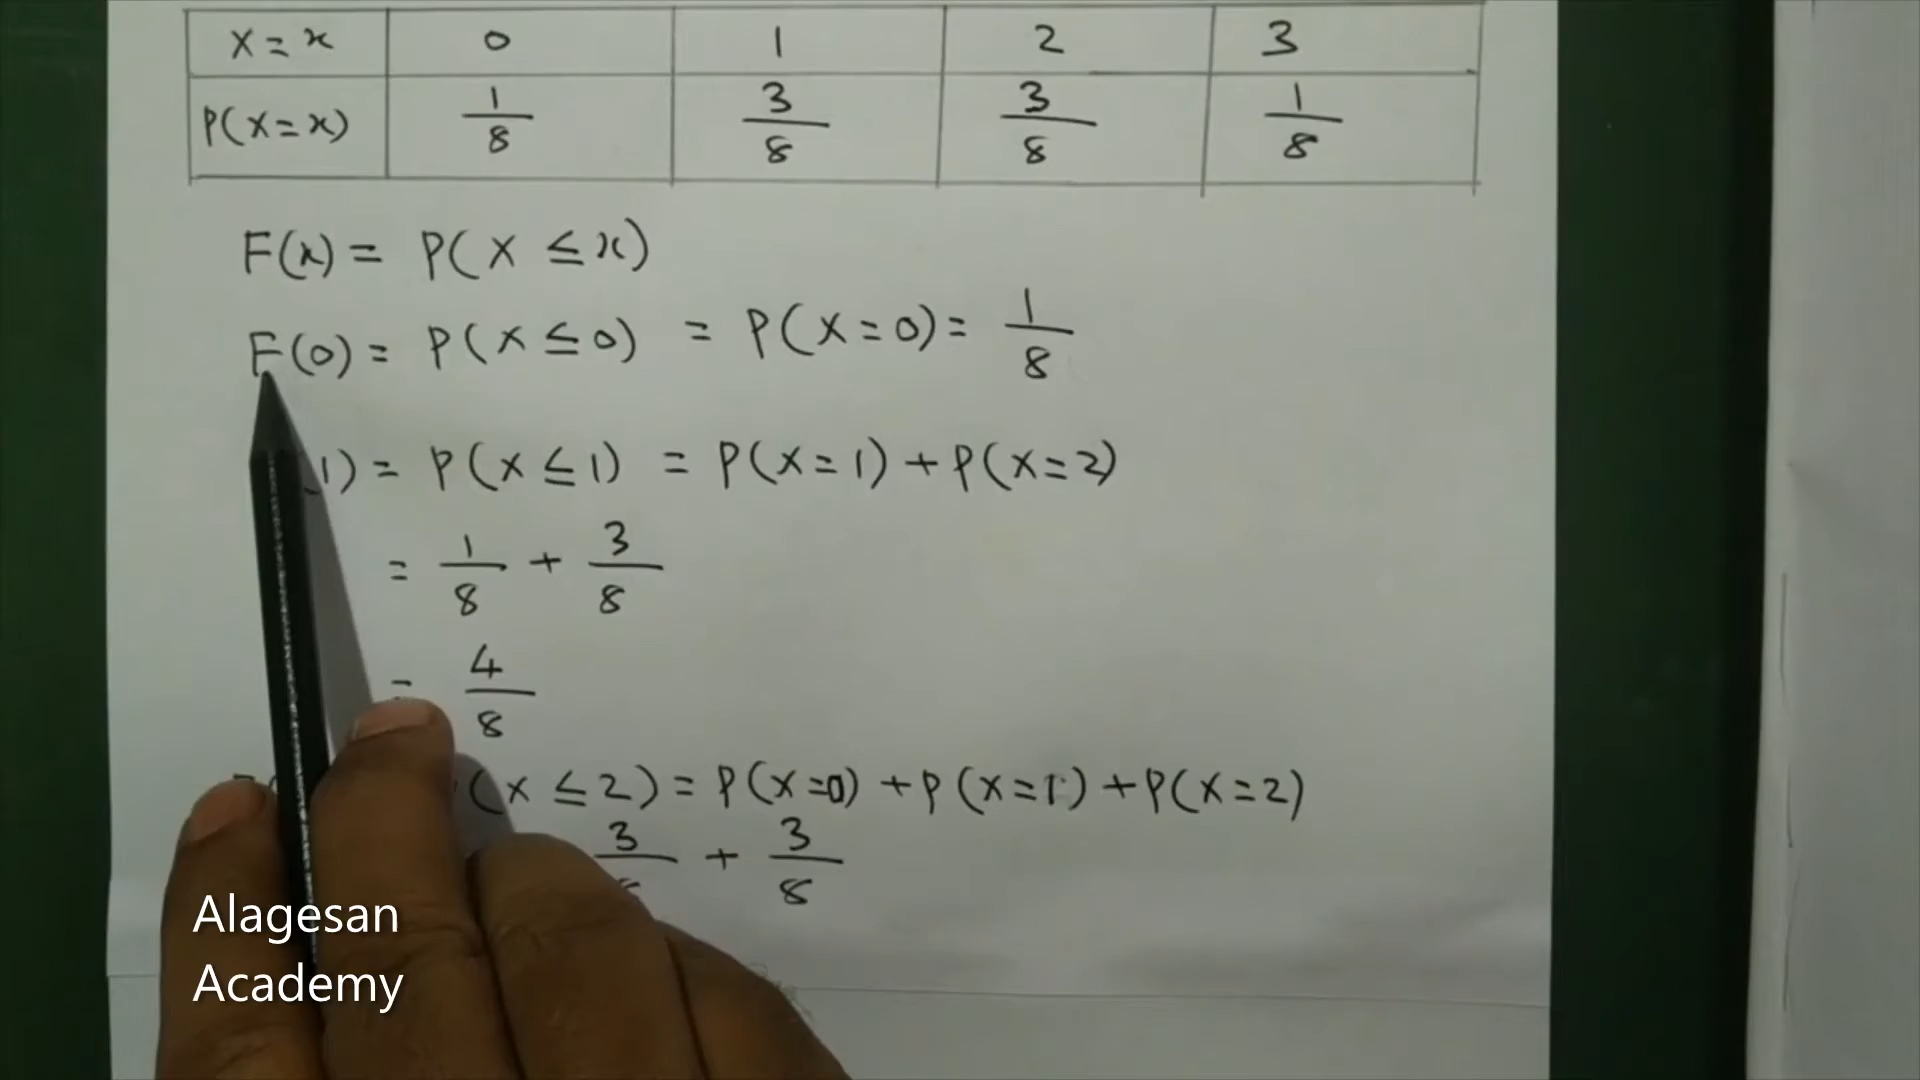 X = x 0 1 2 3
P(X=x) 1/8 3/8 3/8 1/8
F(x) = P(X ≤ x)
F(0) = P(X ≤ 0) = P(X=0) = 1/8
1) = P(X ≤ 1) = P(X=1) + P(X=2)
= 1/8 + 3/8
= 4/8
(X ≤ 2) = P(X=0) + P(X=1) + P(X=2)
3/8 + 3/8
Alagesan
Academy